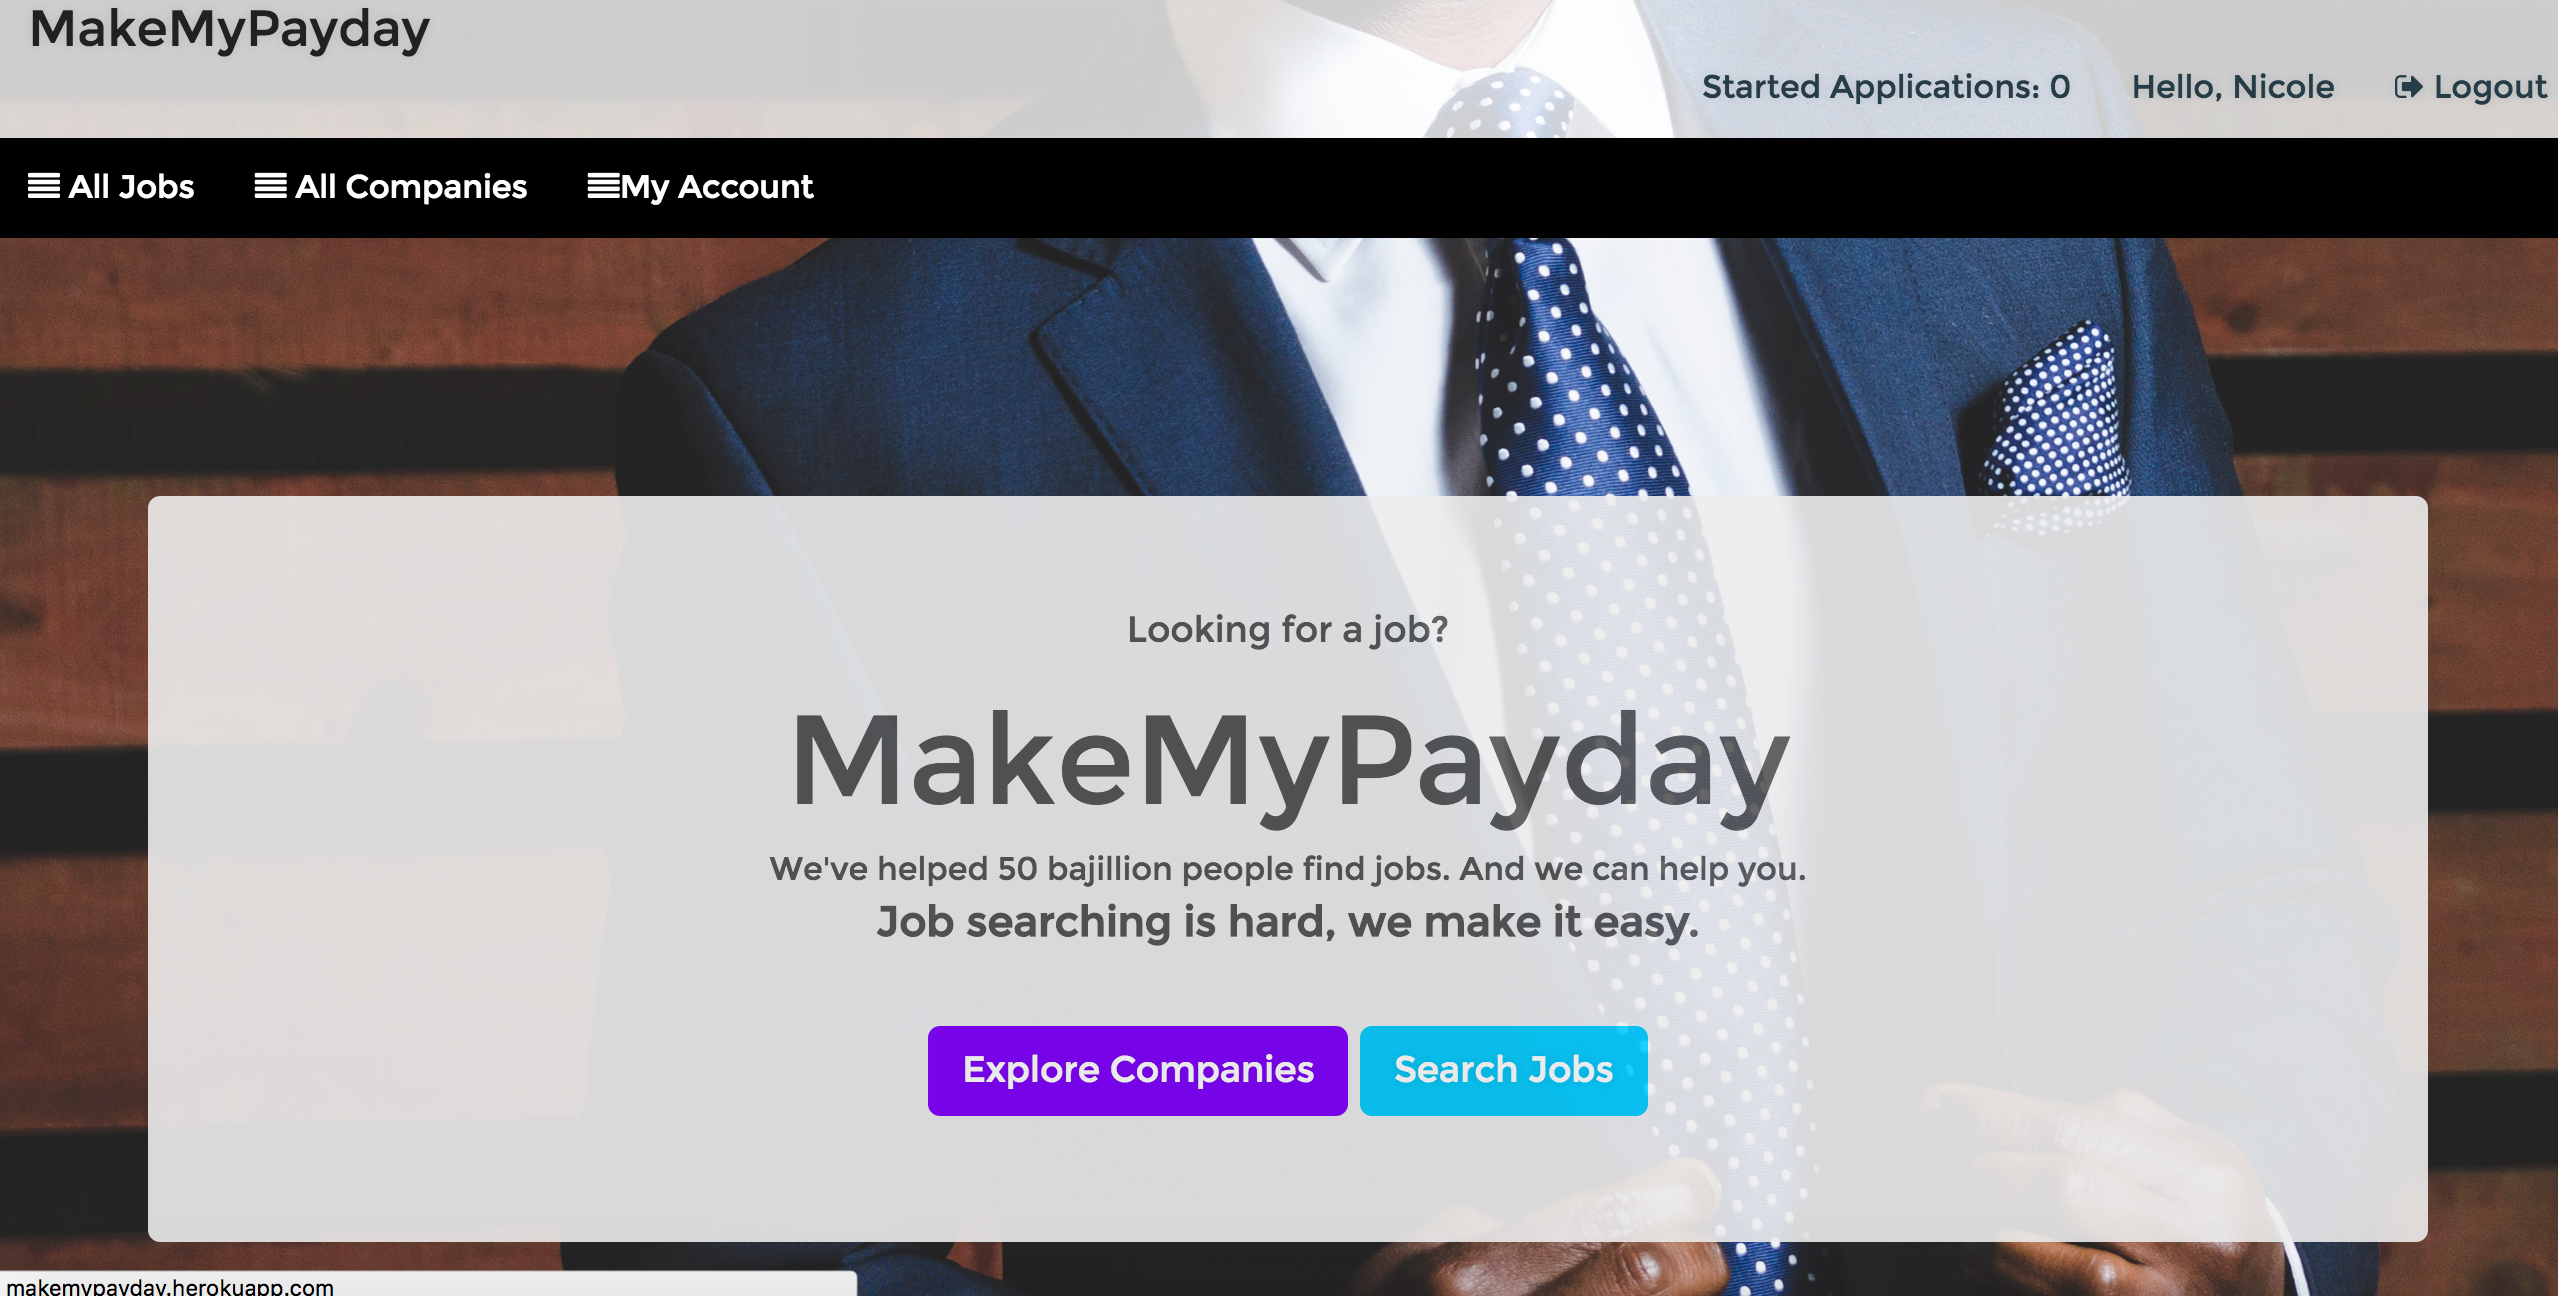 MakeMyPayday
Started Applications: 0 Hello, Nicole Logout
All Jobs All Companies My Account
Looking for a job?
MakeMyPayday
We've helped 50 bajillion people find jobs. And we can help you.
Job searching is hard, we make it easy.
Explore Companies Search Jobs
makemypayday.herokuapp.com